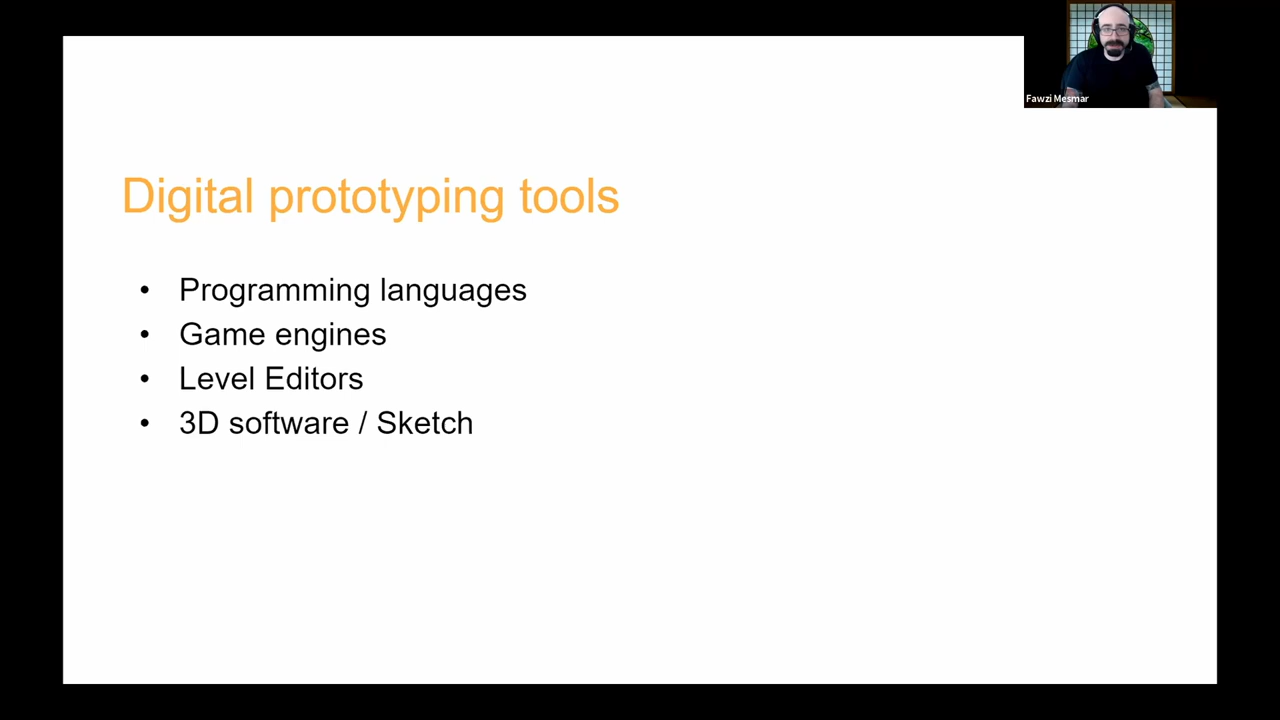 Fawzi Mesmar
Digital prototyping tools
• Programming languages
• Game engines
• Level Editors
• 3D software / Sketch